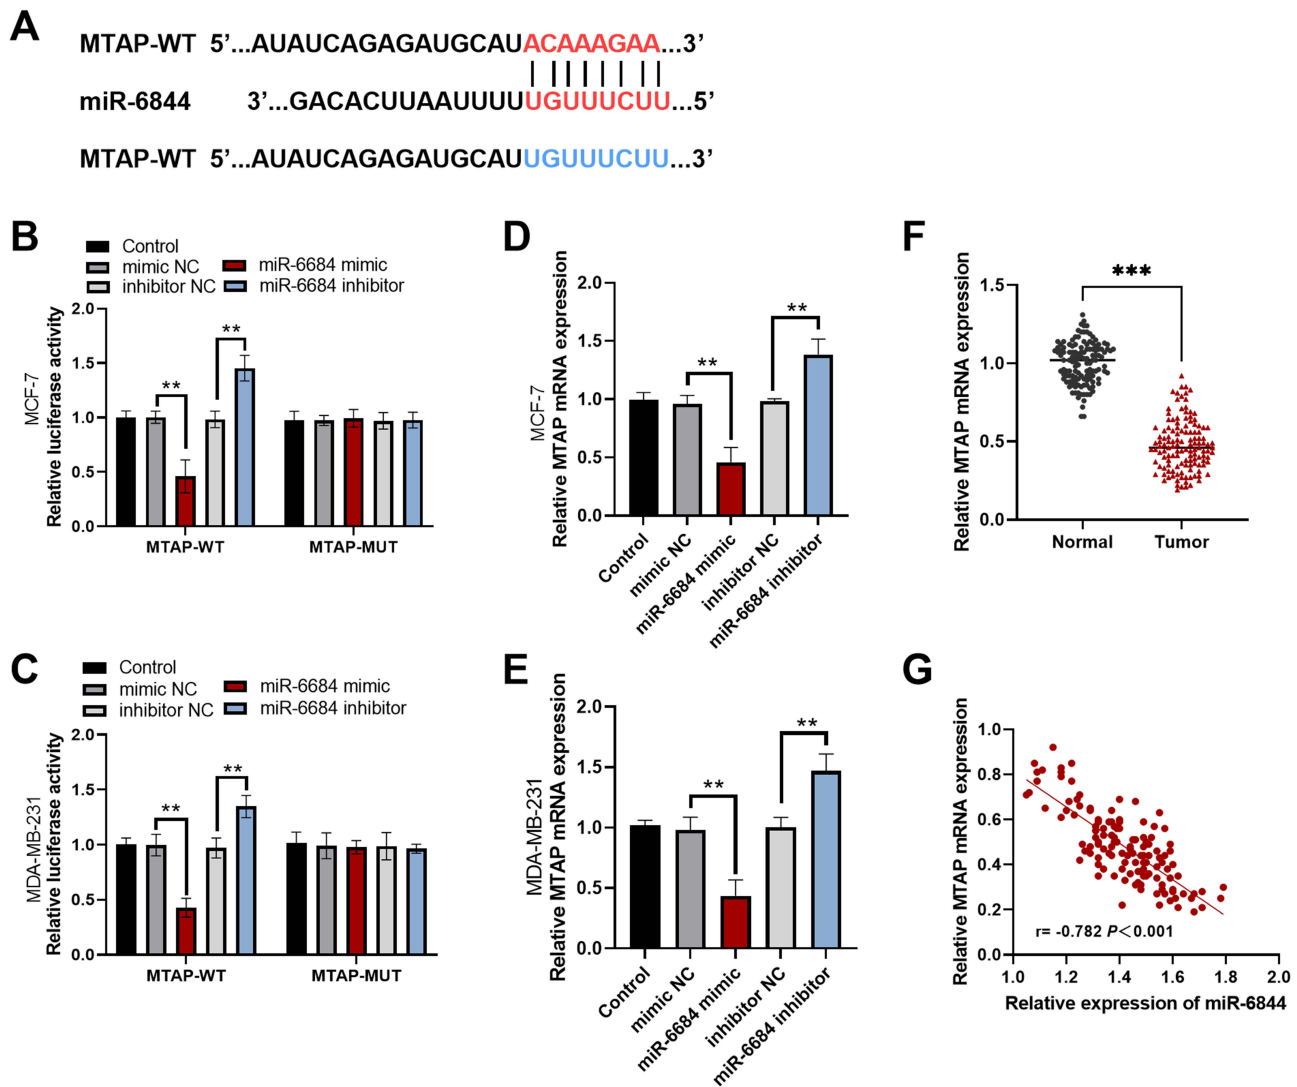 A
MTAP-WT 5’...AUAUCAGAGAUGCAUACAAAGAA...3’
miR-6844 3’...GACACUUAAUUUUUGUUUCUU...5’
MTAP-WT 5’...AUAUCAGAGAUGCAUUGUUUCUU...3’
B
Control
mimic NC
miR-6684 mimic
inhibitor NC
miR-6684 inhibitor
MCF-7
Relative luciferase activity
2.0
1.5
1.0
0.5
0.0
**
**
MTAP-WT
MTAP-MUT
C
Control
mimic NC
miR-6684 mimic
inhibitor NC
miR-6684 inhibitor
MDA-MB-231
Relative luciferase activity
2.0
1.5
1.0
0.5
0.0
**
**
MTAP-WT
MTAP-MUT
D
MCF-7
Relative MTAP mRNA expression
2.0
1.5
1.0
0.5
0.0
**
**
Control
mimic NC
miR-6684 mimic
inhibitor NC
miR-6684 inhibitor
E
MDA-MB-231
Relative MTAP mRNA expression
2.0
1.5
1.0
0.5
0.0
**
**
Control
mimic NC
miR-6684 mimic
inhibitor NC
miR-6684 inhibitor
F
Relative MTAP mRNA expression
1.5
1.0
0.5
0.0
***
Normal
Tumor
G
Relative MTAP mRNA expression
1.0
0.8
0.6
0.4
0.2
0.0
r= -0.782 P<0.001
1.0
1.2
1.4
1.6
1.8
2.0
Relative expression of miR-6844